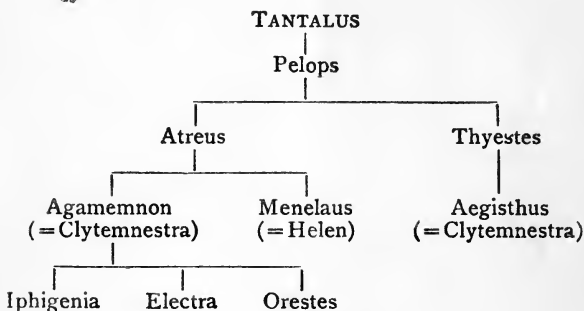 TANTALUS
Pelops
Atreus Thyestes
Agamemnon Menelaus Aegisthus
(=Clytemnestra) (=Helen) (=Clytemnestra)
Iphigenia Electra Orestes